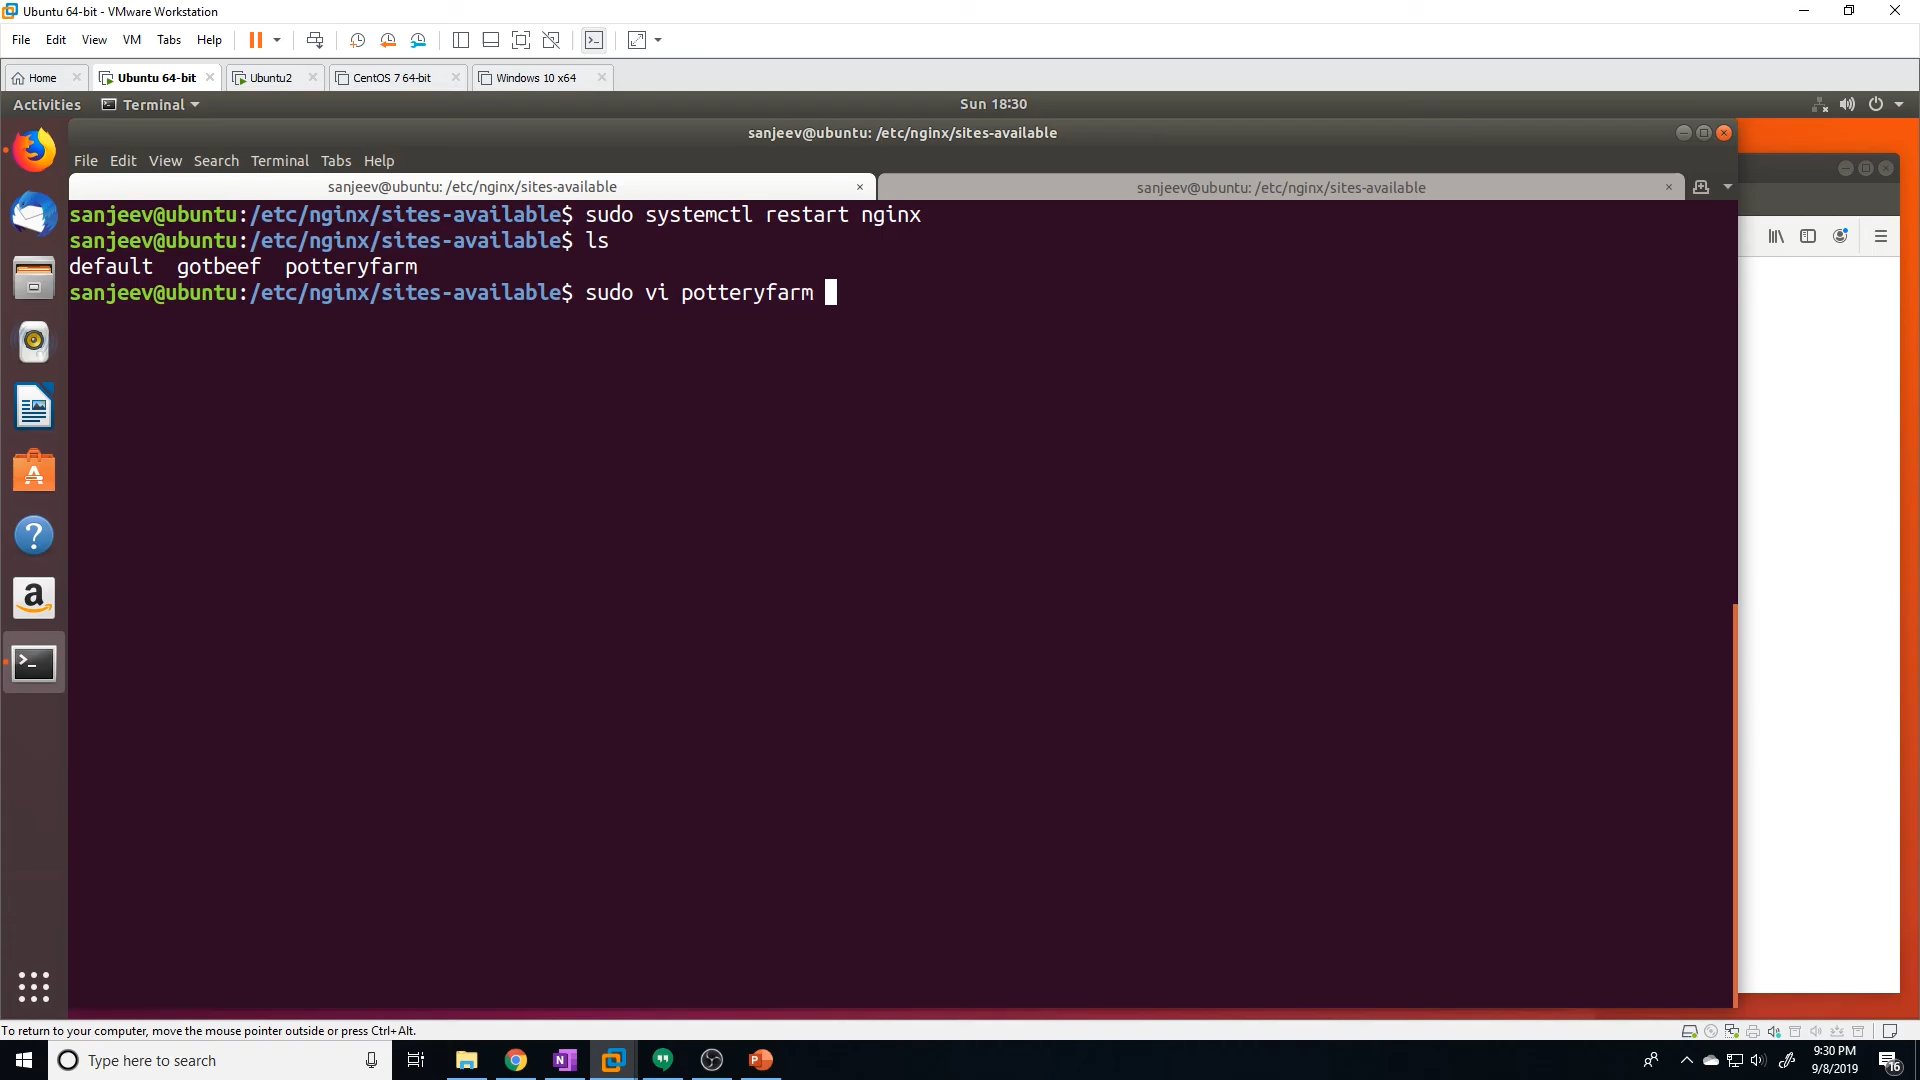 Ubuntu 64-bit - VMware Workstation
File Edit View VM Tabs Help
Home Ubuntu 64-bit Ubuntu2 CentOS 7 64-bit Windows 10 x64
Activities Terminal Sun 18:30
sanjeev@ubuntu: /etc/nginx/sites-available
File Edit View Search Terminal Tabs Help
sanjeev@ubuntu: /etc/nginx/sites-available sanjeev@ubuntu: /etc/nginx/sites-available
sanjeev@ubuntu:/etc/nginx/sites-available$ sudo systemctl restart nginx
sanjeev@ubuntu:/etc/nginx/sites-available$ ls
default gotbeef potteryfarm
sanjeev@ubuntu:/etc/nginx/sites-available$ sudo vi potteryfarm
To return to your computer, move the mouse pointer outside or press Ctrl+Alt.
Type here to search
9:30 PM
9/8/2019
16